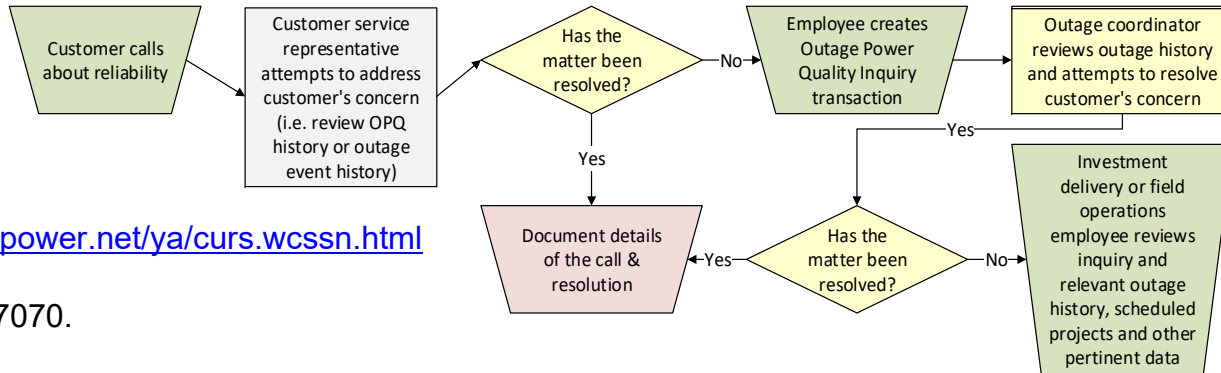 Customer calls
about reliability
Customer service
representative
attempts to address
customer's concern
(i.e. review OPQ
history or outage
event history)
Has the
matter been
resolved?
No
Employee creates
Outage Power
Quality Inquiry
transaction
Outage coordinator
reviews outage history
and attempts to resolve
customer's concern
Yes
Yes
Document details
of the call &
resolution
Yes
Has the
matter been
resolved?
No
Investment
delivery or field
operations
employee reviews
inquiry and
relevant outage
history, scheduled
projects and other
pertinent data
power.net/ya/curs.wcssn.html
7070.